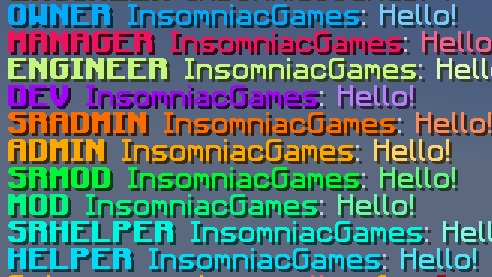 OWNER InsomniacGames: Hello!
MANAGER InsomniacGames: Hello
ENGINEER InsomniacGames: Hell
DEV InsomniacGames: Hello!
SRADMIN InsomniacGames: Hello!
ADMIN InsomniacGames: Hello!
SRMOD InsomniacGames: Hello!
MOD InsomniacGames: Hello!
SRHELPER InsomniacGames: Hell
HELPER InsomniacGames: Hello!